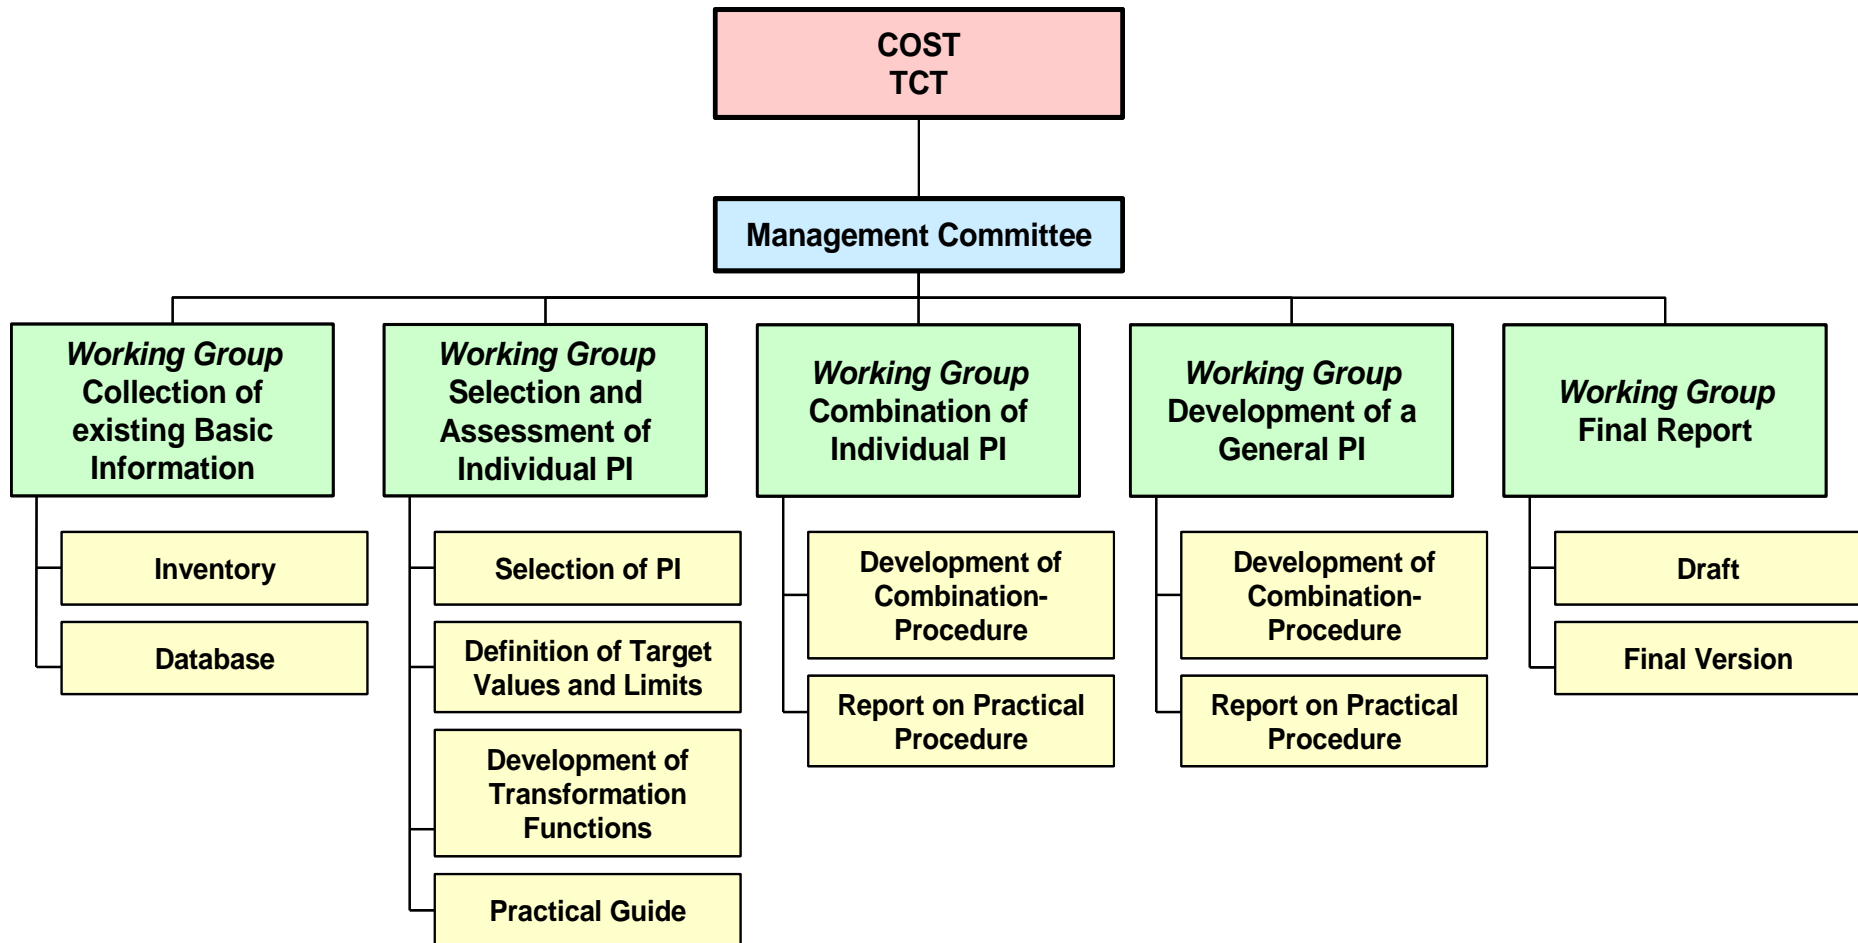 COST
TCT
Management Committee
Working Group
Collection of
existing Basic
Information
Working Group
Selection and
Assessment of
Individual PI
Working Group
Combination of
Individual PI
Working Group
Development of a
General PI
Working Group
Final Report
Inventory
Database
Selection of PI
Definition of Target
Values and Limits
Development of
Transformation
Functions
Practical Guide
Development of
Combination-
Procedure
Report on Practical
Procedure
Development of
Combination-
Procedure
Report on Practical
Procedure
Draft
Final Version